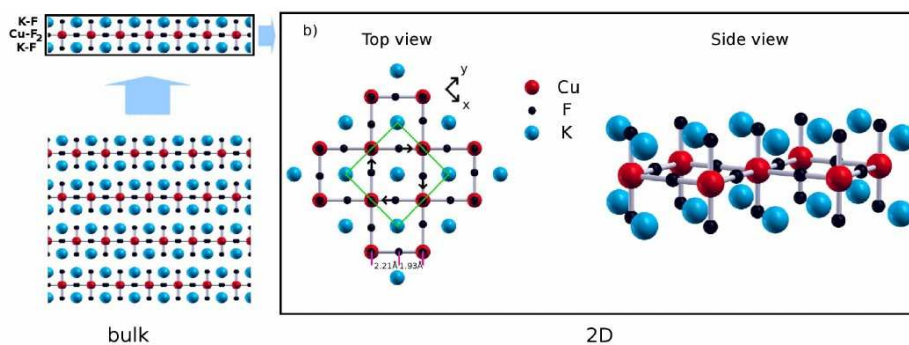 K-F
Cu-F2
K-F
b)
Top view
Side view
y
x
Cu
F
K
2.21Å 1.93Å
bulk
2D